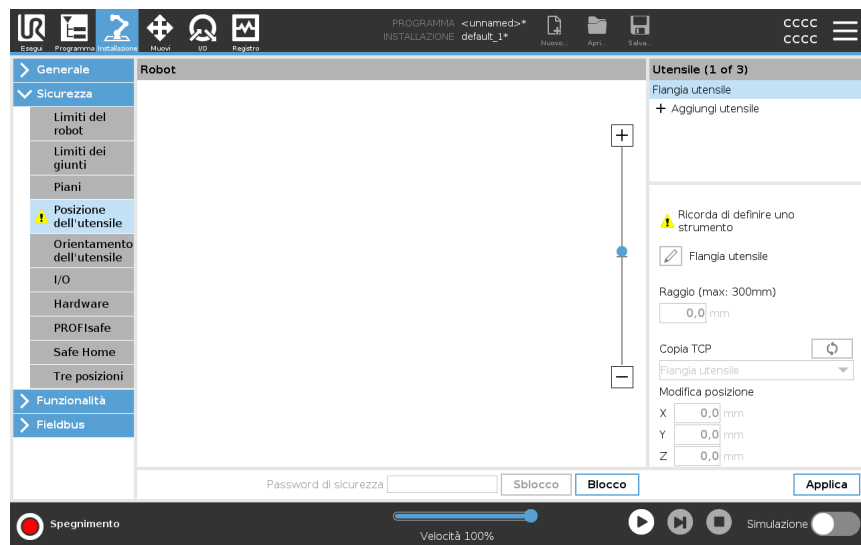 PROGRAMMA <unnamed>*
INSTALLAZIONE default_1*
Esegui
Programma
Installazione
Muovi
I/O
Registro
Nuovo...
Apri...
Salva...
cccc
cccc
Generale
Sicurezza
Limiti del
robot
Limiti dei
giunti
Piani
Posizione
dell'utensile
Orientamento
dell'utensile
I/O
Hardware
PROFIsafe
Safe Home
Tre posizioni
Funzionalità
Fieldbus
Robot
Utensile (1 of 3)
Flangia utensile
+ Aggiungi utensile
Ricorda di definire uno
strumento
Flangia utensile
Raggio (max: 300mm)
0,0 mm
Copia TCP
Flangia utensile
Modifica posizione
X 0,0 mm
Y 0,0 mm
Z 0,0 mm
Password di sicurezza
Sblocco
Blocco
Applica
Spegnimento
Velocità 100%
Simulazione